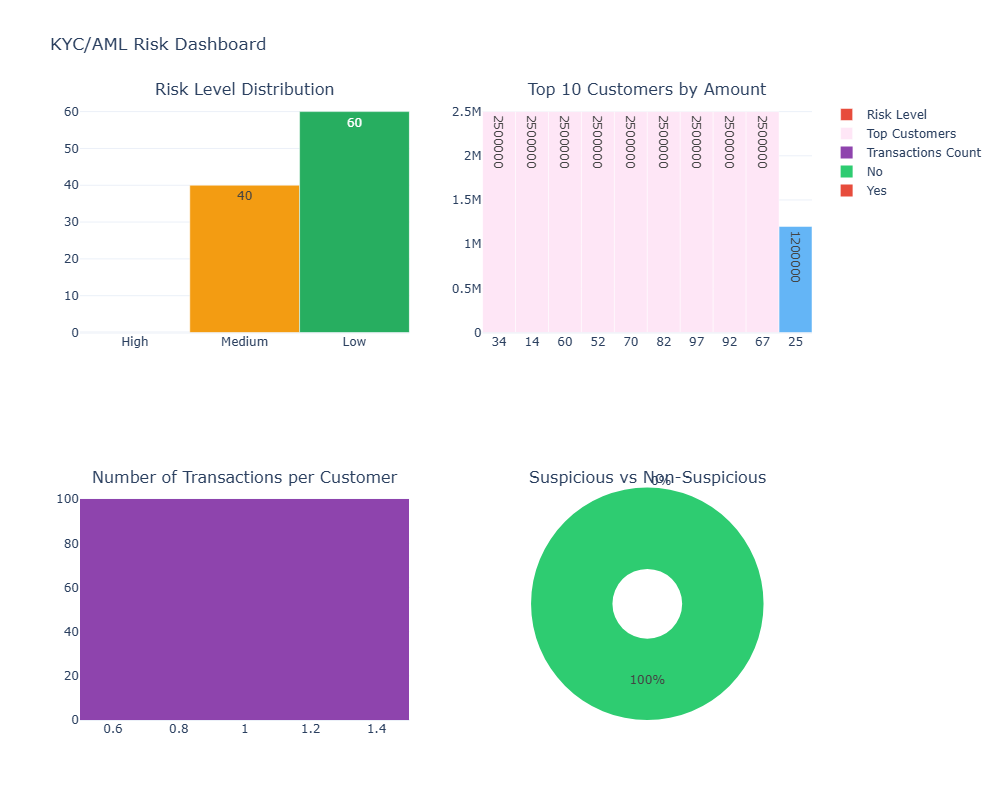 KYC/AML Risk Dashboard
Risk Level Distribution
60
50
40
30
20
10
0
40
60
High Medium Low
Top 10 Customers by Amount
2.5M
2M
1.5M
1M
0.5M
0
2500000
2500000
2500000
2500000
2500000
2500000
2500000
2500000
2500000
1200000
34 14 60 52 70 82 97 92 67 25
Risk Level
Top Customers
Transactions Count
No
Yes
Number of Transactions per Customer
100
80
60
40
20
0
0.6 0.8 1 1.2 1.4
Suspicious vs Non-Suspicious
0%
100%